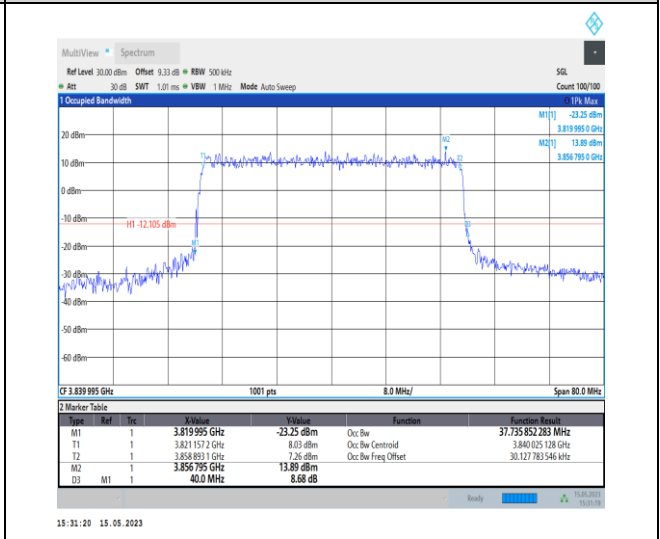 MultiView Spectrum
Ref Level 30.00 dBm Offset 9.33 dB RBW 500 kHz SGL
Att 30 dB SWT 1.01 ms VBW 1 MHz Mode Auto Sweep Count 100/100
1 Occupied Bandwidth 1Pk Max
M1[1] -23.25 dBm
3.819 995 0 GHz
M2[1] 13.89 dBm
3.856 795 0 GHz
20 dBm
M2
T1
T2
10 dBm
0 dBm
-10 dBm
H1 -12.105 dBm
D3
M1
-20 dBm
-30 dBm
-40 dBm
-50 dBm
-60 dBm
CF 3.839 995 GHz 1001 pts 8.0 MHz/ Span 80.0 MHz
2 Marker Table
Type Ref Trc X-Value Y-Value Function Function Result
M1 1 3.819995 GHz -23.25 dBm Occ Bw 37.735 852 283 MHz
T1 1 3.821 157 2 GHz 8.03 dBm Occ Bw Centroid 3.840 025 128 GHz
T2 1 3.858 893 1 GHz 7.26 dBm Occ Bw Freq Offset 30.127 783 546 kHz
M2 1 3.856 795 GHz 13.89 dBm
D3 M1 1 40.0 MHz 8.68 dB
Ready 15.05.2023
15:31:20 15.05.2023